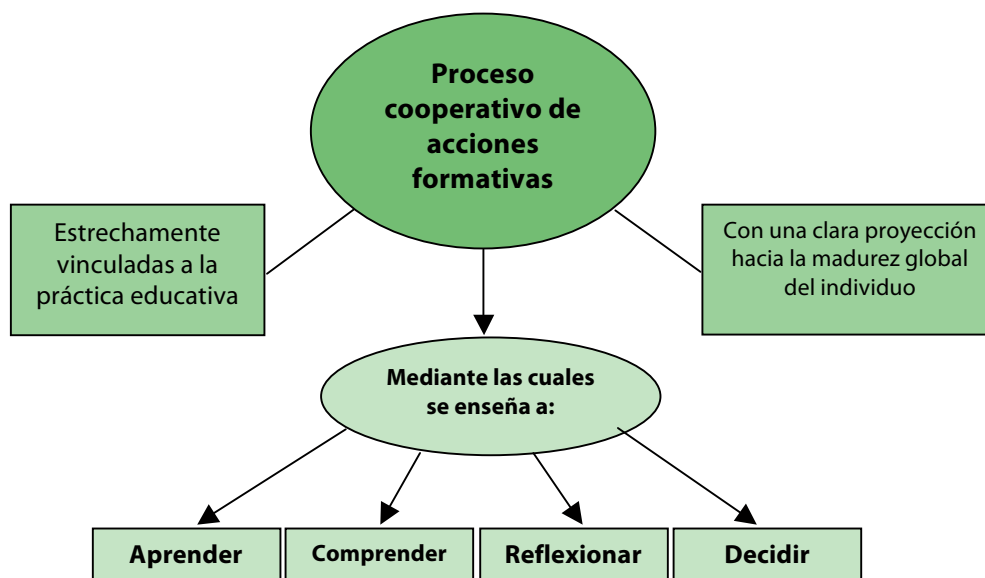 Proceso
cooperativo de
acciones
formativas
Estrechamente
vinculadas a la
práctica educativa
Con una clara proyección
hacia la madurez global
del individuo
Mediante las cuales
se enseña a:
Aprender
Comprender
Reflexionar
Decidir